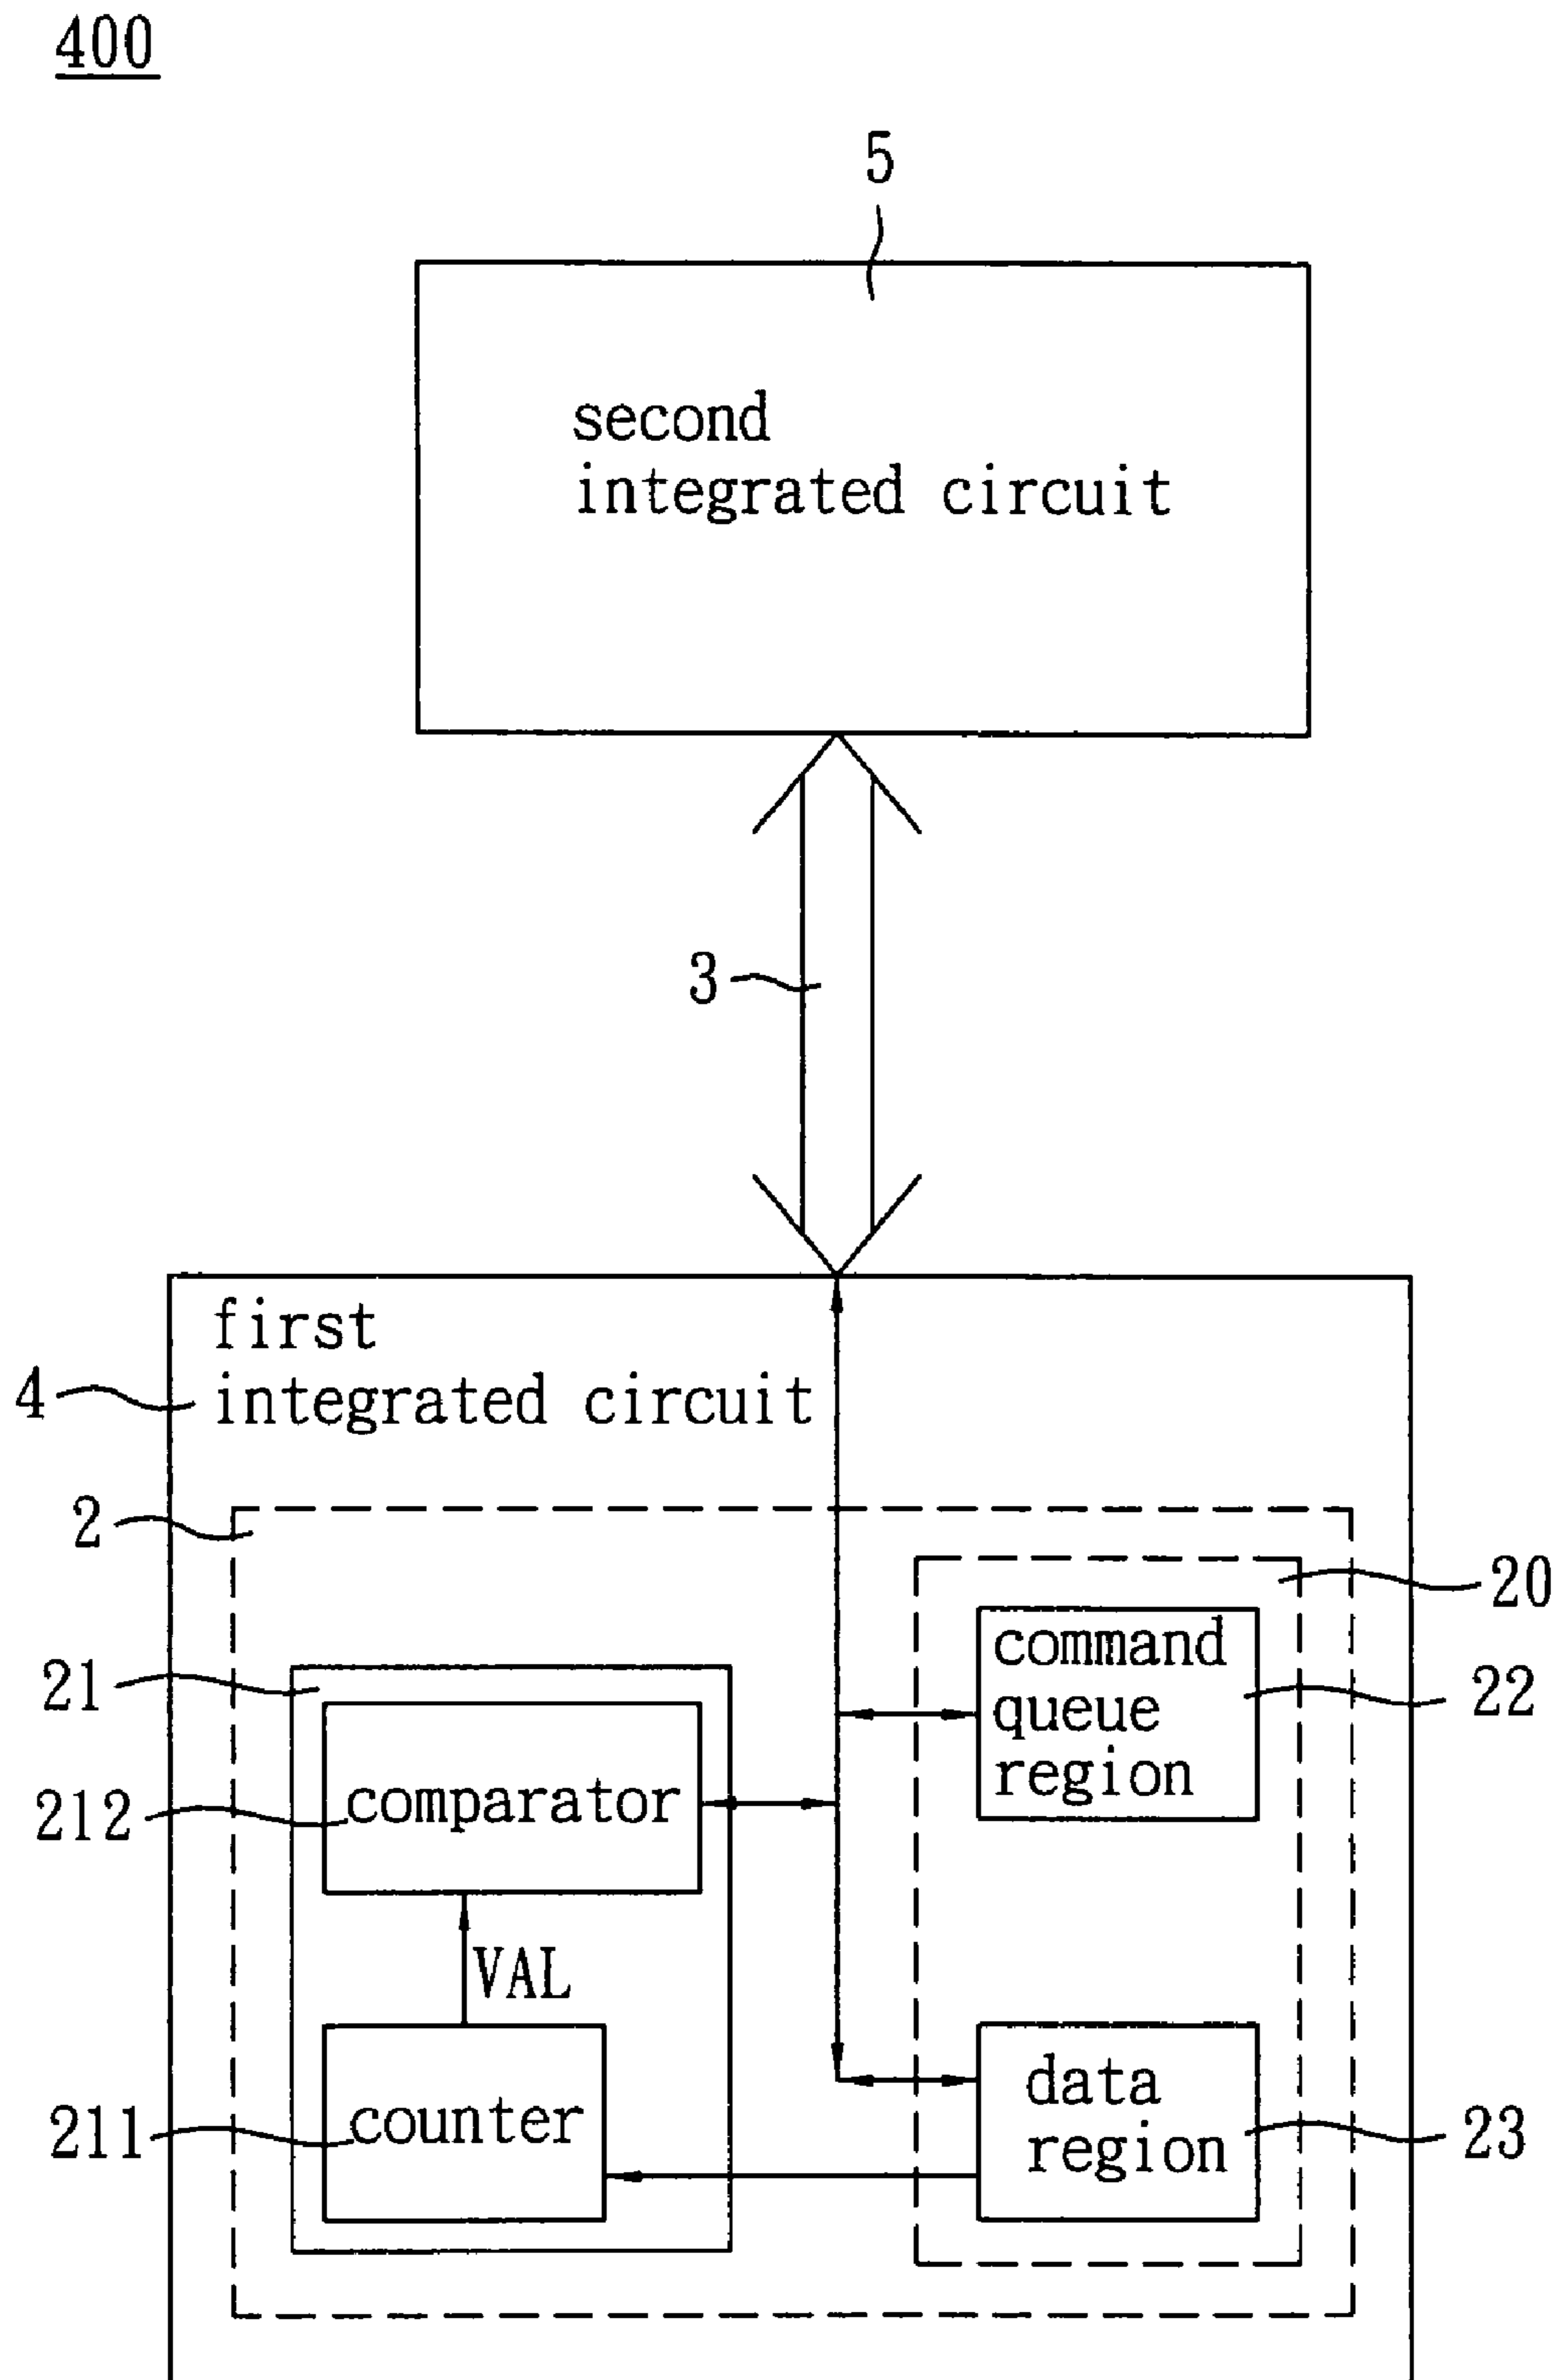 400
5
second
integrated circuit
3
first
4
integrated circuit
2
20
command
21
queue
22
region
212
comparator
VAL
data
211
counter
region
23